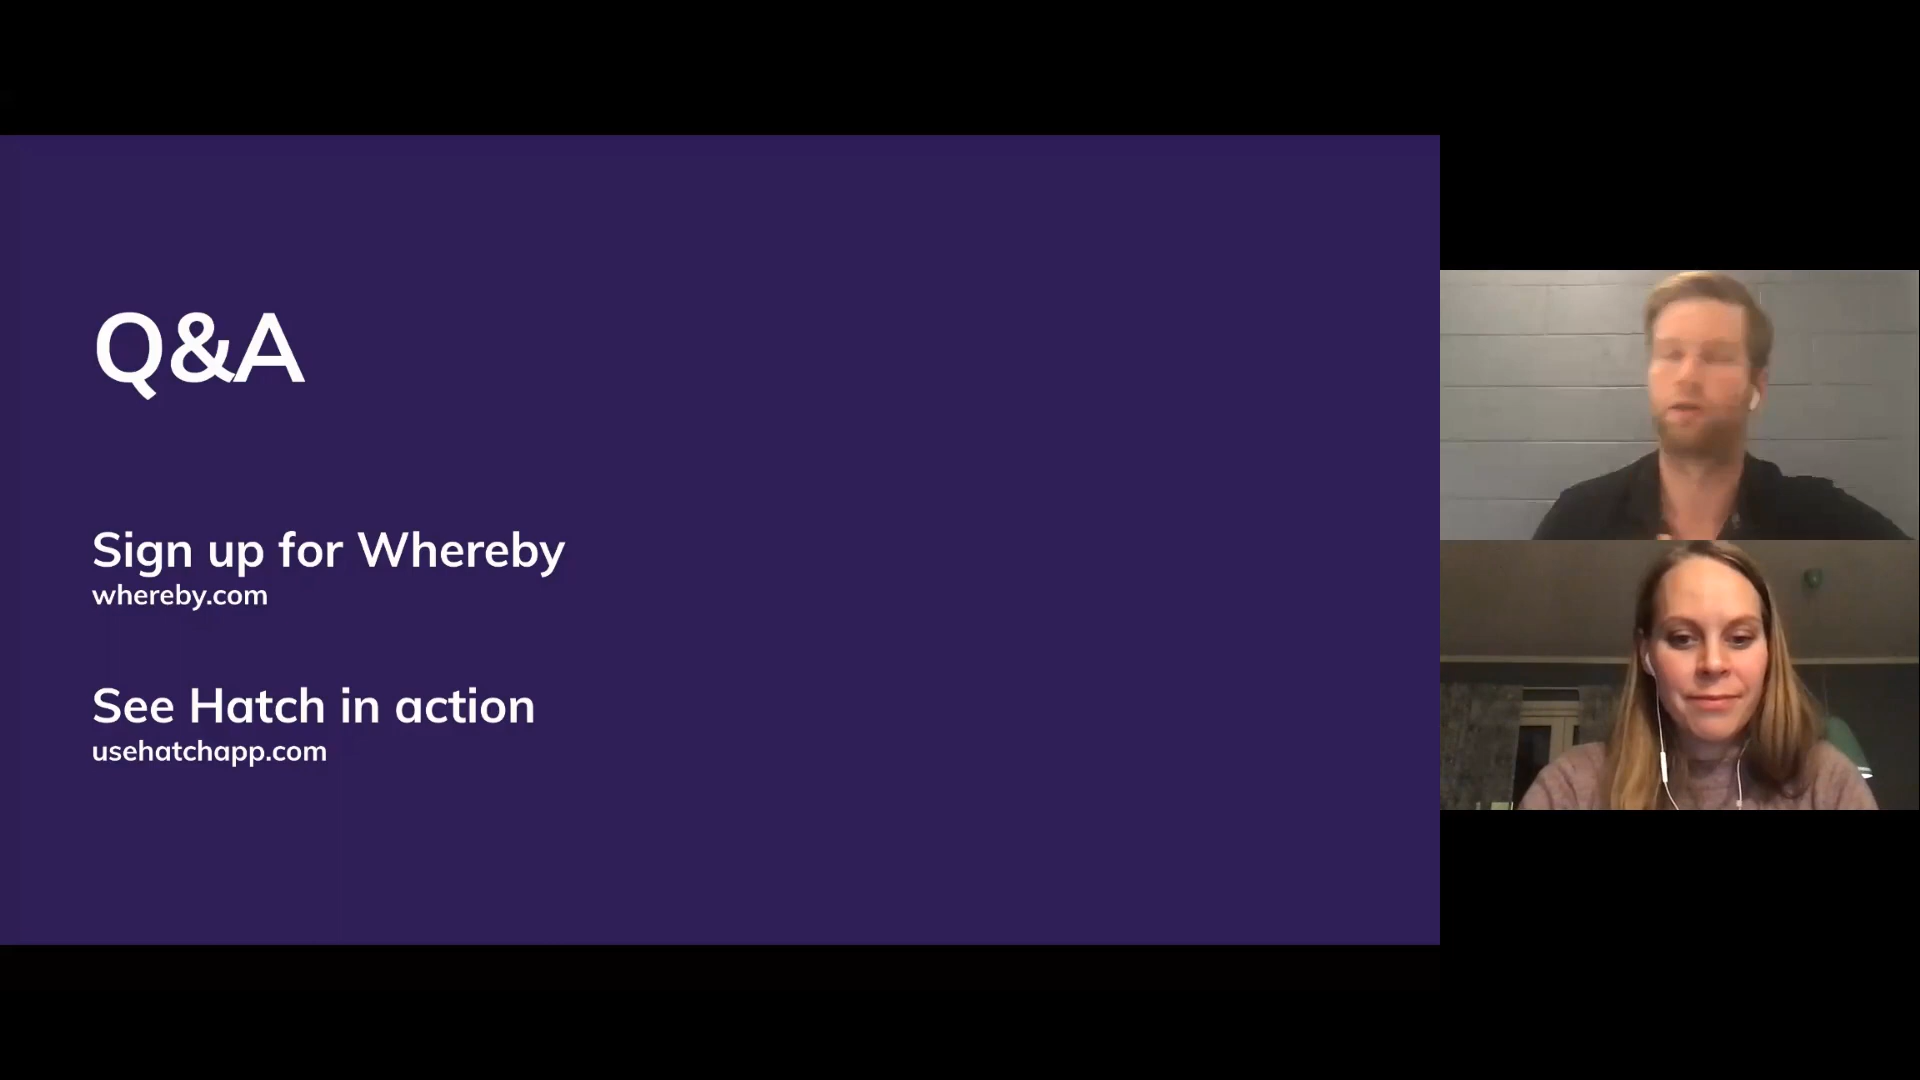 Q&A
Sign up for Whereby
whereby.com
See Hatch in action
usehatchapp.com